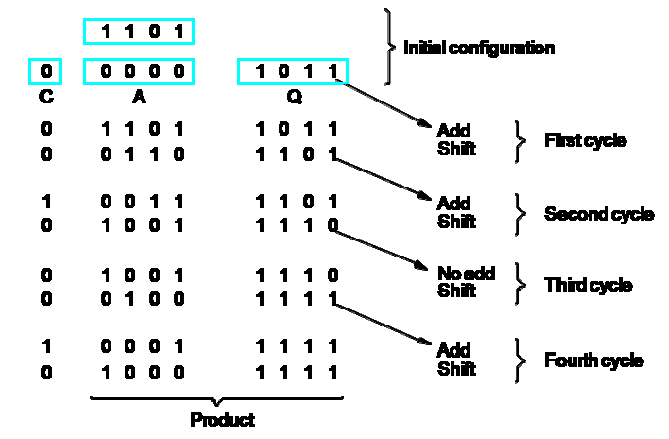 1 1 0 1
Initial configuration
0 0 0 0 0 1 0 1 1
C A Q
0 1 1 0 1 1 0 1 1 Add
0 0 1 1 0 1 1 0 1 Shift
First cycle
1 0 0 1 1 1 1 0 1 Add
0 1 0 0 1 1 1 1 0 Shift
Second cycle
0 1 0 0 1 1 1 1 0 No add
0 0 1 0 0 1 1 1 1 Shift
Third cycle
1 0 0 0 1 1 1 1 1 Add
0 1 0 0 0 1 1 1 1 Shift
Fourth cycle
Product